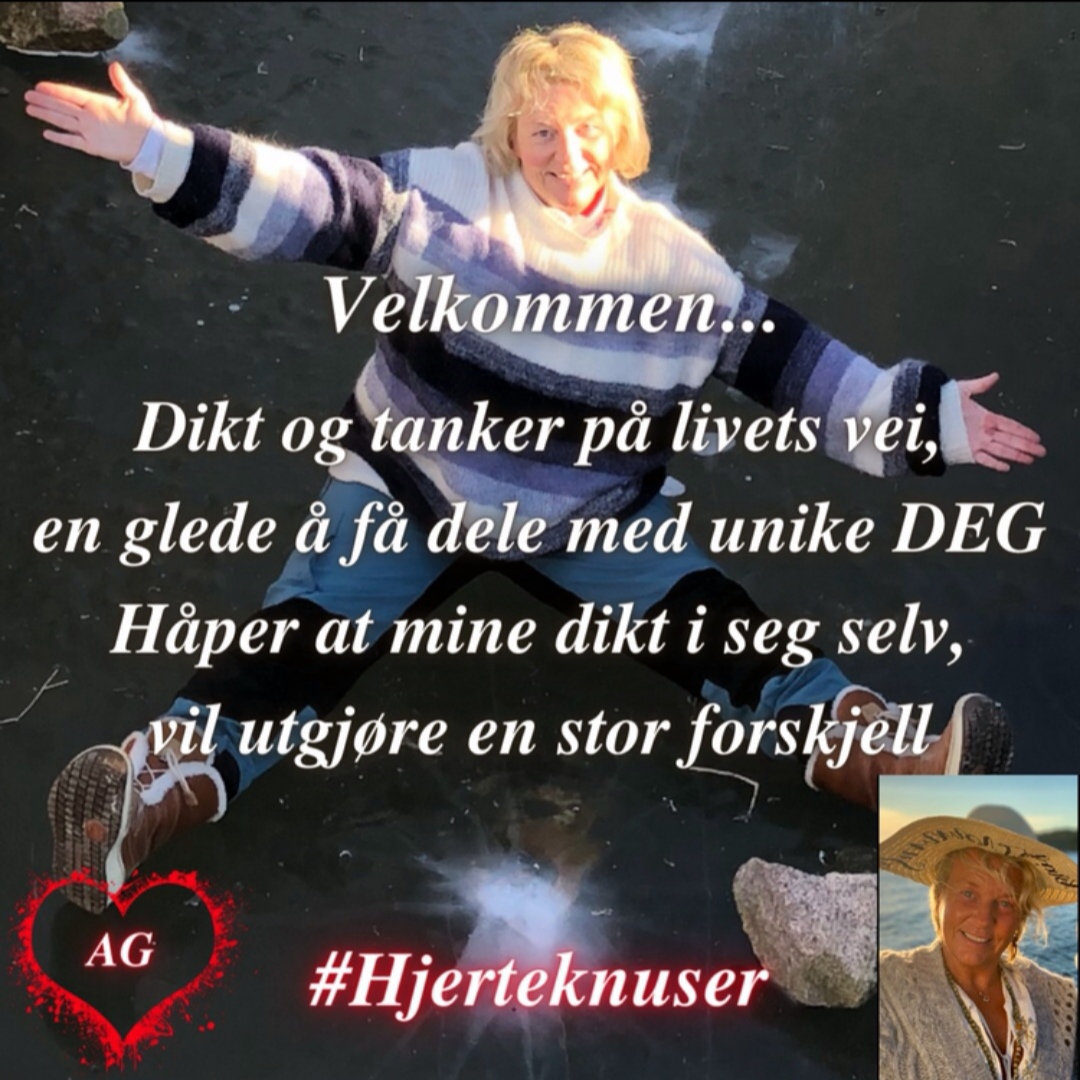 Velkommen...
Dikt og tanker på livets vei,
en glede å få dele med unike DEG
Håper at mine dikt i seg selv,
vil utgjøre en stor forskjell
AG
#Hjerteknuser